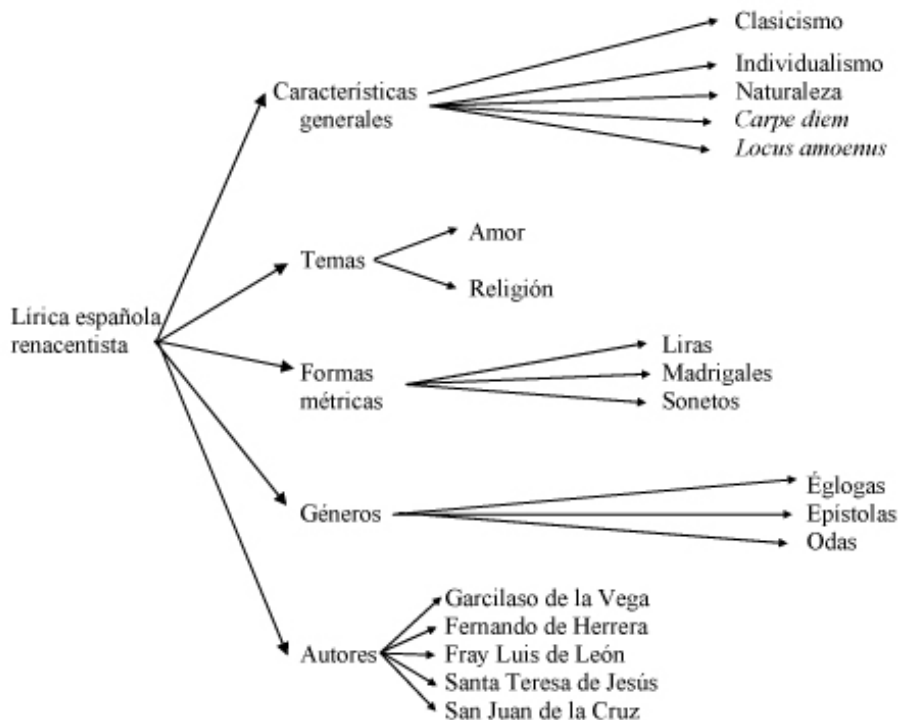 Clasicismo
Individualismo
Naturaleza
Carpe diem
Locus amoenus
Características
generales
Amor
Temas
Religión
Lírica española
renacentista
Liras
Madrigales
Sonetos
Formas
métricas
Églogas
Epístolas
Odas
Géneros
Garcilaso de la Vega
Fernando de Herrera
Fray Luis de León
Santa Teresa de Jesús
San Juan de la Cruz
Autores